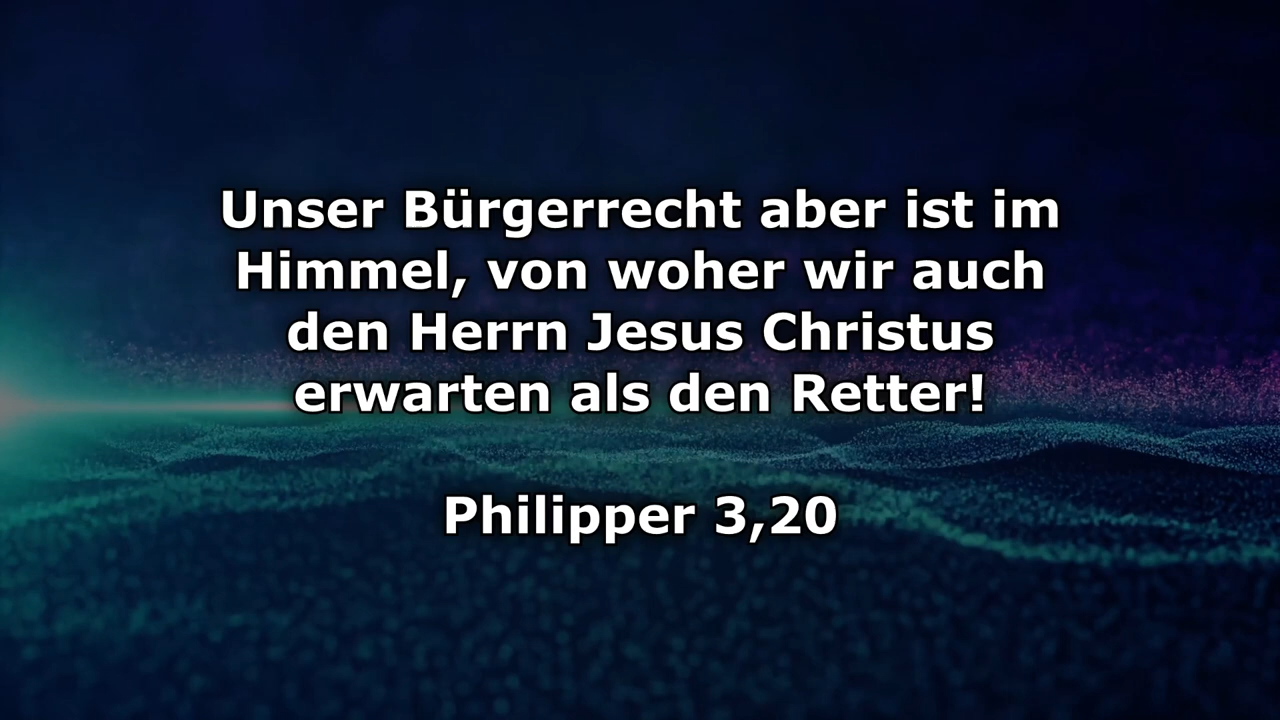 Unser Bürgerrecht aber ist im
Himmel, von woher wir auch
den Herrn Jesus Christus
erwarten als den Retter!
Philipper 3,20